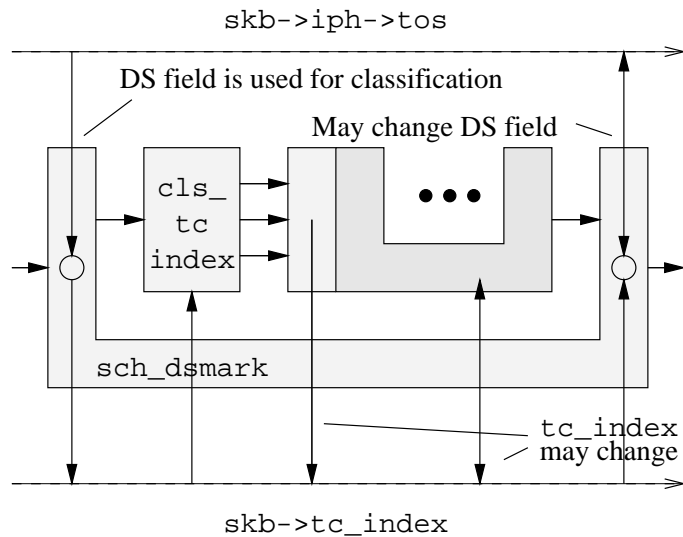 skb->iph->tos
DS field is used for classification
May change DS field
cls_
tc
index
sch_dsmark
tc_index
may change
skb->tc_index